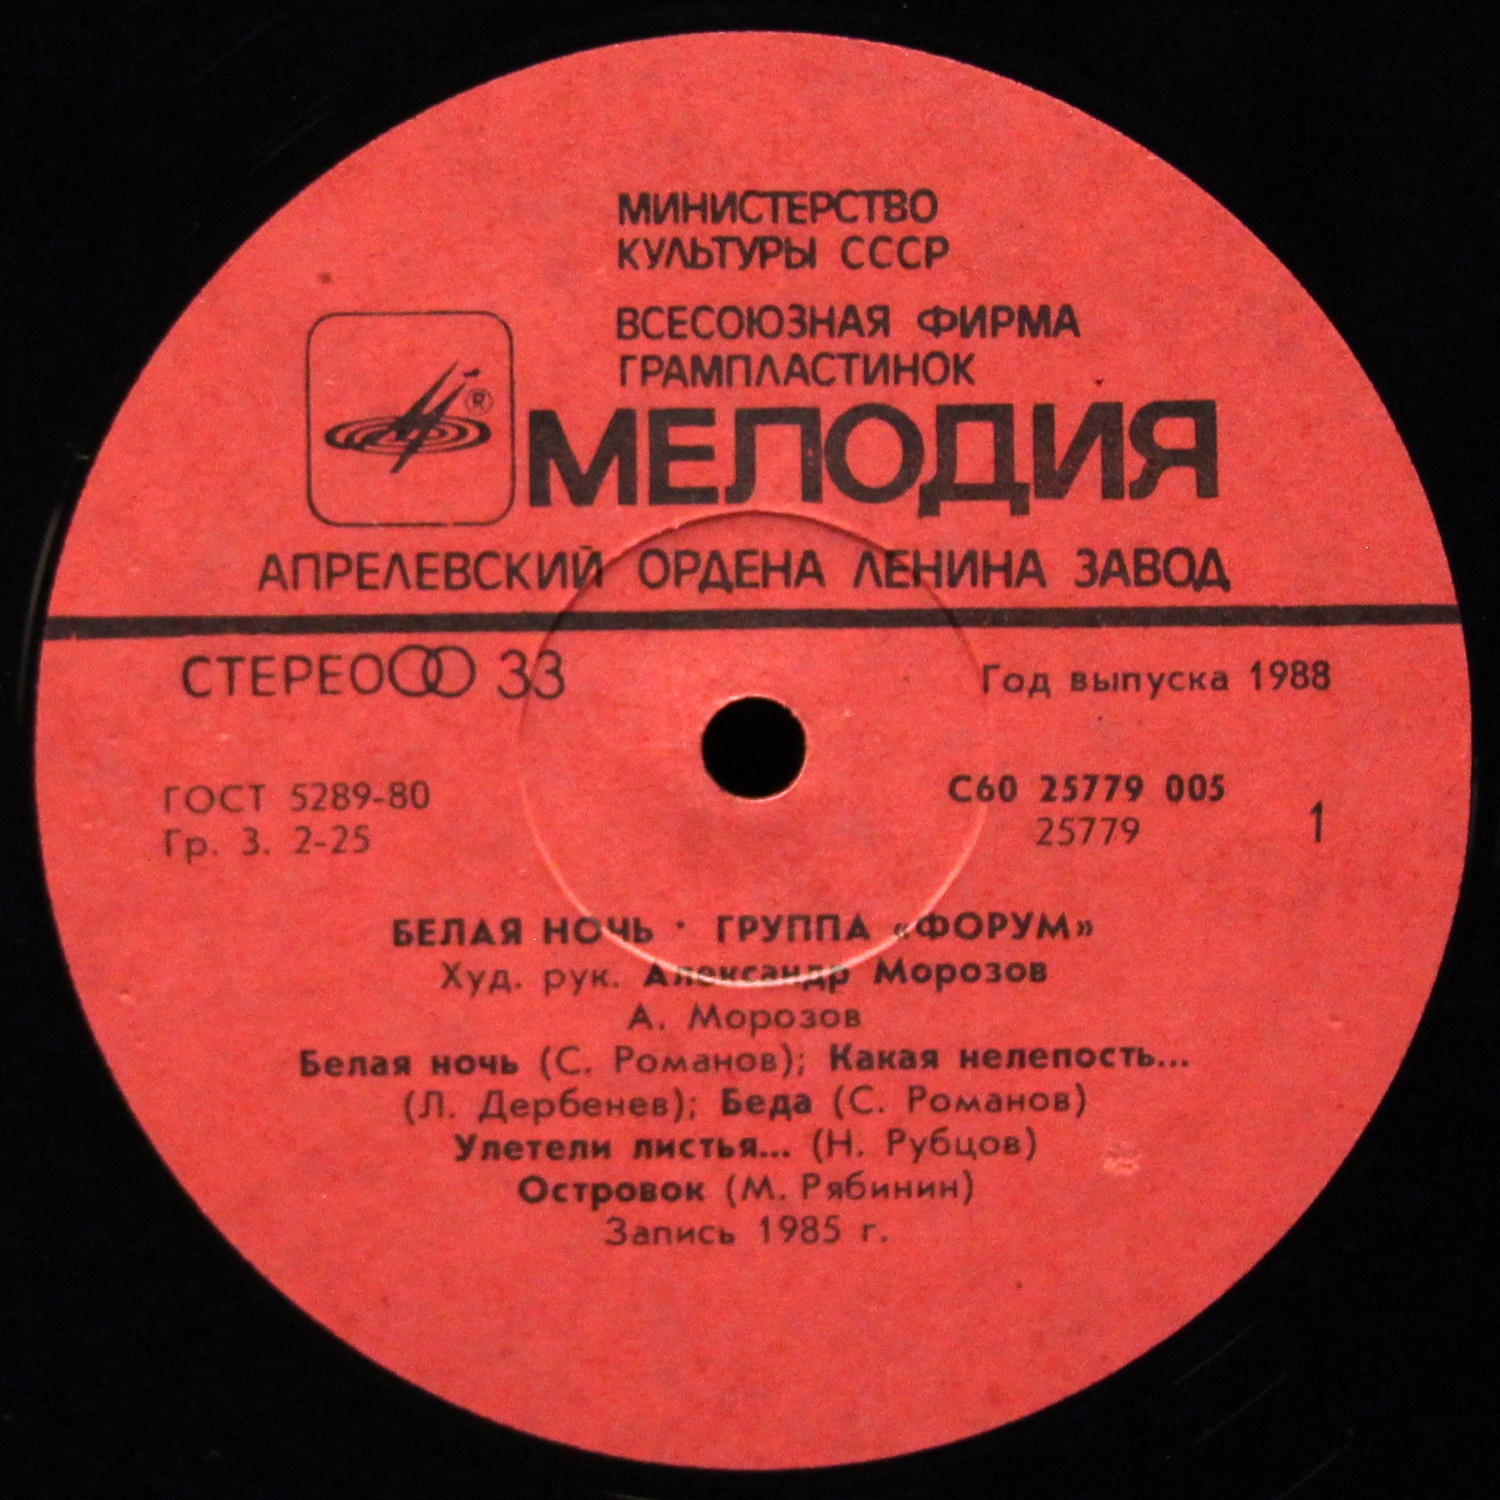 МИНИСТЕРСТВО
КУЛЬТУРЫ СССР
ВСЕСОЮЗНАЯ ФИРМА
ГРАМПЛАСТИНОК
®
МЕЛОДИЯ
АПРЕЛЕВСКИЙ ОРДЕНА ЛЕНИНА ЗАВОД
СТЕРЕО 33
Год выпуска 1988
ГОСТ 5289-80
Гр. 3. 2-25
С60 25779 005
25779
1
БЕЛАЯ НОЧЬ · ГРУППА «ФОРУМ»
Худ. рук. Александр Морозов
А. Морозов
Белая ночь (С. Романов); Какая нелепость...
(Л. Дербенев); Беда (С. Романов)
Улетели листья... (Н. Рубцов)
Островок (М. Рябинин)
Запись 1985 г.